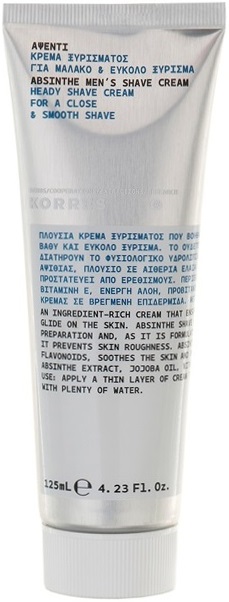 ΑΨΕΝΤΙ
ΚΡΕΜΑ ΞΥΡΙΣΜΑΤΟΣ
ΓΙΑ ΜΑΛΑΚΟ & ΕΥΚΟΛΟ ΞΥΡΙΣΜΑ
ABSINTHE MEN'S SHAVE CREAM
HEADY SHAVE CREAM
FOR A CLOSE
& SMOOTH SHAVE
KORRES
ΠΛΟΥΣΙΑ ΚΡΕΜΑ ΞΥΡΙΣΜΑΤΟΣ ΠΟΥ
ΒΑΘΥ ΚΑΙ ΕΥΚΟΛΟ ΞΥΡΙΣΜΑ. ΤΟ
ΔΙΑΤΗΡΟΥΝ ΤΟ ΦΥΣΙΟΛΟΓΙΚΟ
ΑΨΙΘΙΑΣ, ΠΛΟΥΣΙΟ ΣΕ ΑΙΘΕΡΙΑ
ΠΡΟΣΤΑΤΕΥΕΙ ΑΠΟ ΕΡΕΘΙΣΜΟΥΣ.
ΒΙΤΑΜΙΝΗ Ε, ΕΝΕΡΓΗ ΑΛΟΗ,
ΚΡΕΜΑΣ ΣΕ ΒΡΕΓΜΕΝΗ ΕΠΙΔΕΡΜΙΔΑ.
AN INGREDIENT-RICH CREAM THAT
GLIDE ON THE SKIN. ABSINTHE
PREPARATION AND, AS IT IS
IT PREVENTS SKIN ROUGHNESS.
FLAVONOIDS, SOOTHES THE SKIN AND
ABSINTHE EXTRACT, JOJOBA OIL,
USE: APPLY A THIN LAYER OF CREAM
WITH PLENTY OF WATER.
125mL ℮ 4.23 Fl.Oz.